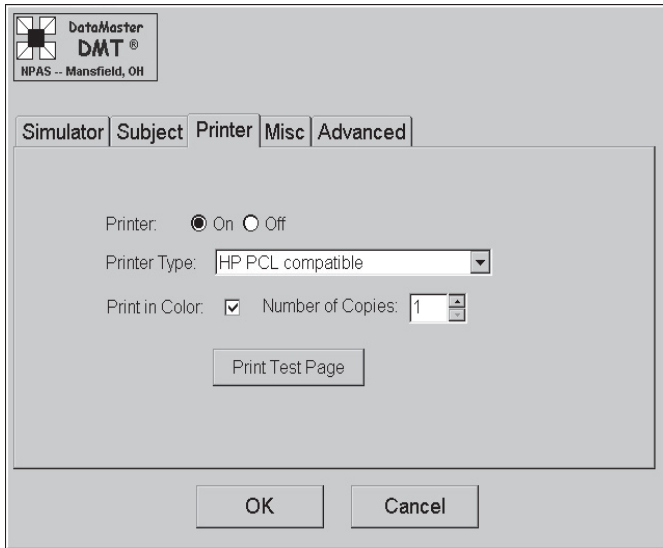 DataMaster
DMT ®
NPAS -- Mansfield, OH
Simulator Subject Printer Misc Advanced
Printer: On Off
Printer Type: HP PCL compatible
Print in Color: Number of Copies: 1
Print Test Page
OK Cancel